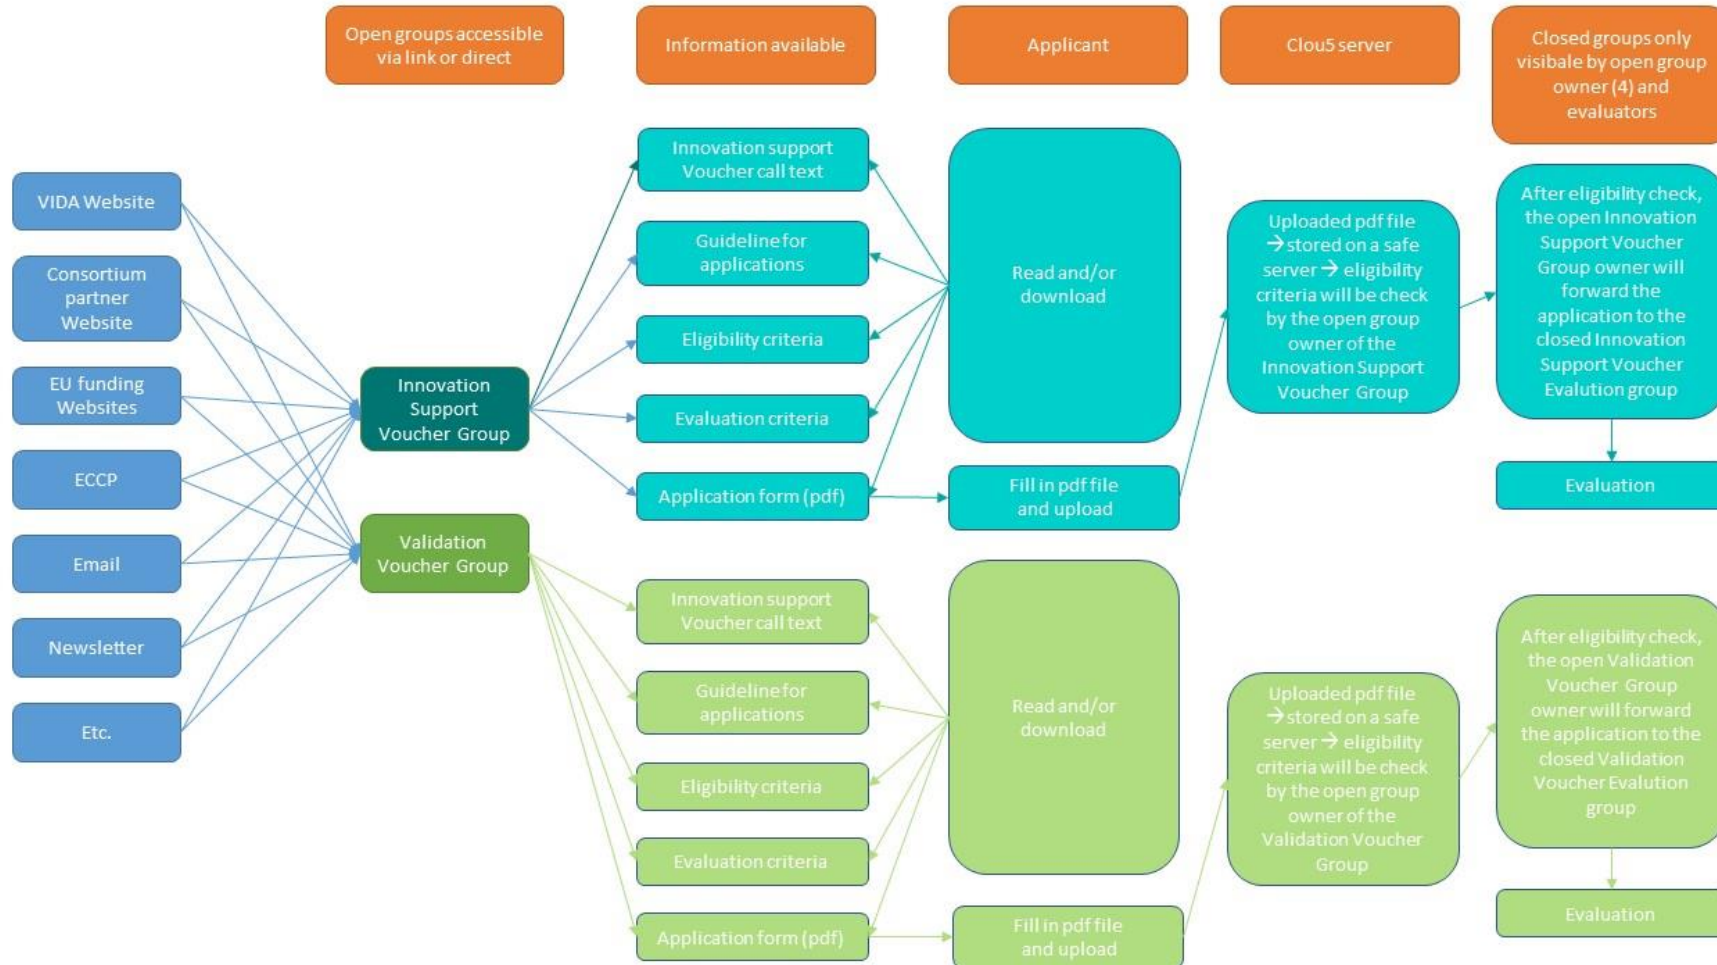 Open groups accessible
via link or direct
Information available
Applicant
Clou5 server
Closed groups only
visibale by open group
owner (4) and
evaluators
VIDA Website
Consortium
partner
Website
EU funding
Websites
ECCP
Email
Newsletter
Etc.
Innovation
Support
Voucher Group
Validation
Voucher Group
Innovation support
Voucher call text
Guideline for
applications
Eligibility criteria
Evaluation criteria
Application form (pdf)
Read and/or
download
Fill in pdf file
and upload
Uploaded pdf file
→stored on a safe
server → eligibility
criteria will be check
by the open group
owner of the
Innovation Support
Voucher Group
After eligibility check,
the open Innovation
Support Voucher
Group owner will
forward the
application to the
closed Innovation
Support Voucher
Evalution group
Evaluation
Innovation support
Voucher call text
Guideline for
applications
Eligibility criteria
Evaluation criteria
Application form (pdf)
Read and/or
download
Fill in pdf file
and upload
Uploaded pdf file
→stored on a safe
server → eligibility
criteria will be check
by the open group
owner of the
Validation Voucher
Group
After eligibility check,
the open Validation
Voucher Group
owner will forward
the application to the
closed Validation
Voucher Evalution
group
Evaluation